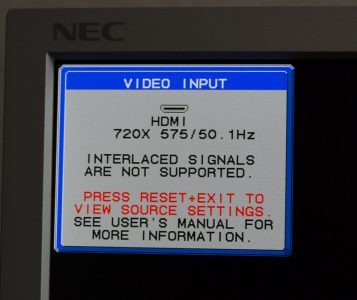 NEC
VIDEO INPUT
HDMI
720X 575/50.1Hz
INTERLACED SIGNALS
ARE NOT SUPPORTED.
PRESS RESET+EXIT TO
VIEW SOURCE SETTINGS.
SEE USER'S MANUAL FOR
MORE INFORMATION.